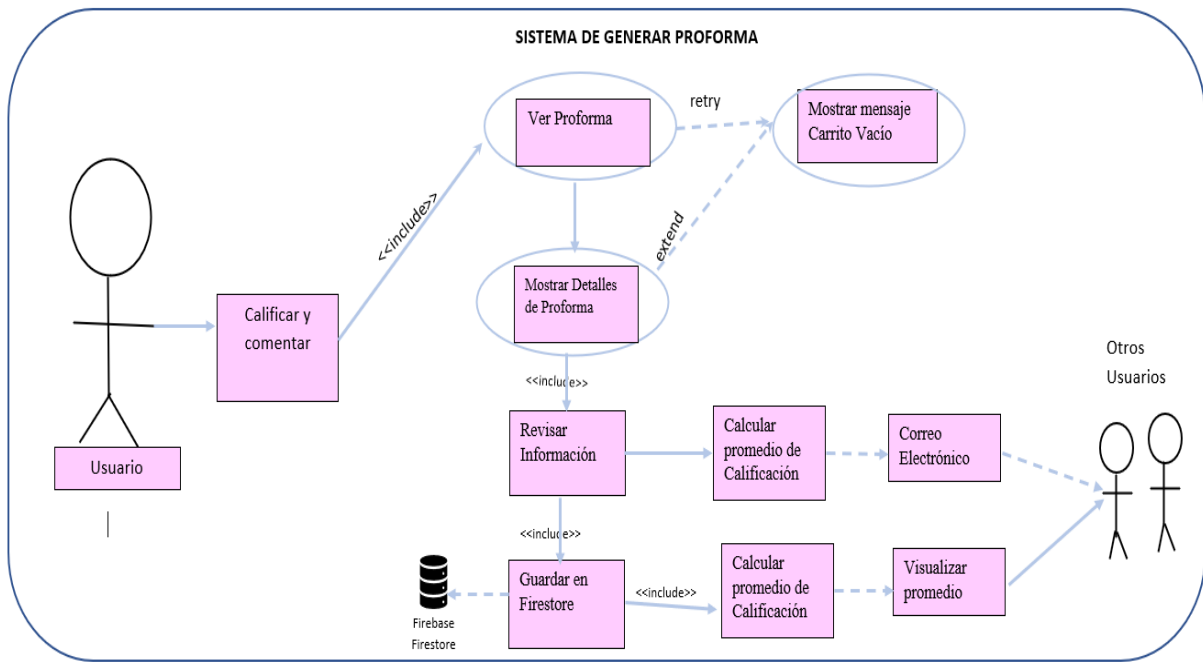 SISTEMA DE GENERAR PROFORMA
Ver Proforma
retry
Mostrar mensaje
Carrito Vacío
<<include>>
extend
Mostrar Detalles
de Proforma
Calificar y
comentar
Usuario
<<include>>
Otros
Usuarios
Revisar
Información
Calcular
promedio de
Calificación
Correo
Electrónico
<<include>>
Guardar en
Firestore
<<include>>
Calcular
promedio de
Calificación
Visualizar
promedio
Firebase
Firestore